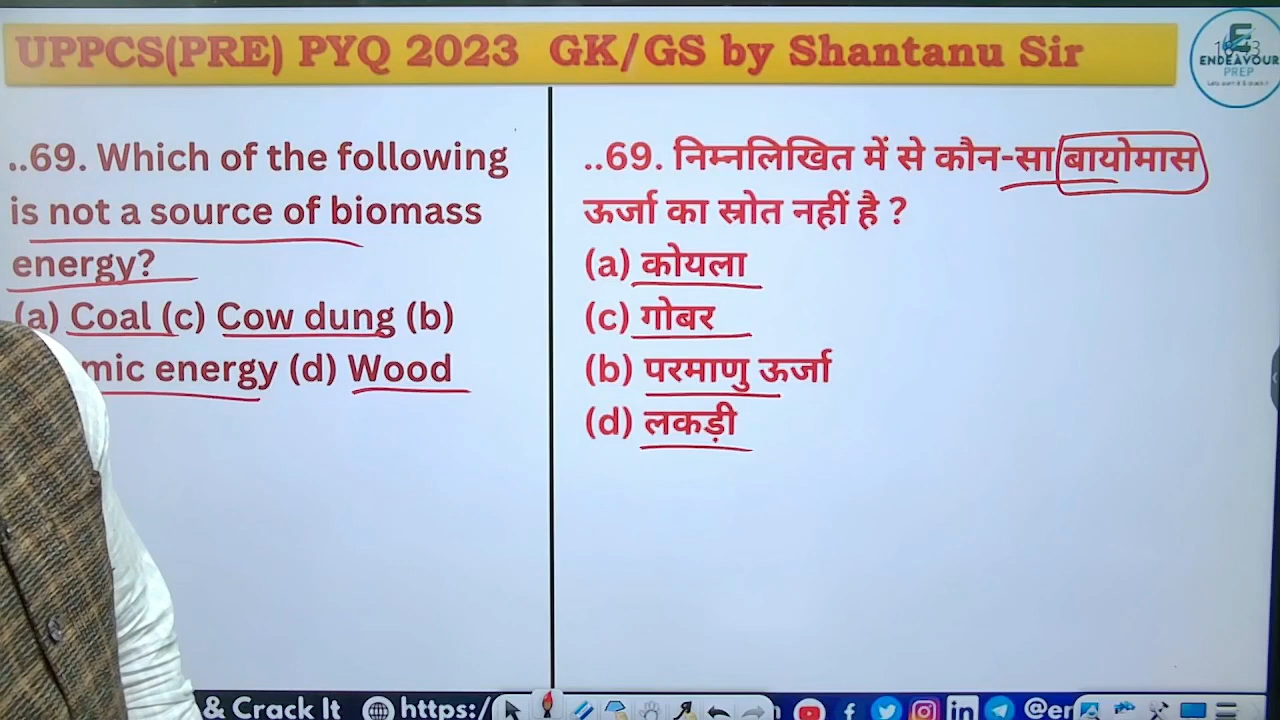 UPPCS(PRE) PYQ 2023 GK/GS by Shantanu Sir
ENDEAVOUR
PREP
..69. Which of the following
is not a source of biomass
energy?
(a) Coal (c) Cow dung (b)
mic energy (d) Wood
..69. निम्नलिखित में से कौन-सा बायोमास
ऊर्जा का स्रोत नहीं है ?
(a) कोयला
(c) गोबर
(b) परमाणु ऊर्जा
(d) लकड़ी
& Crack It https:/ @er